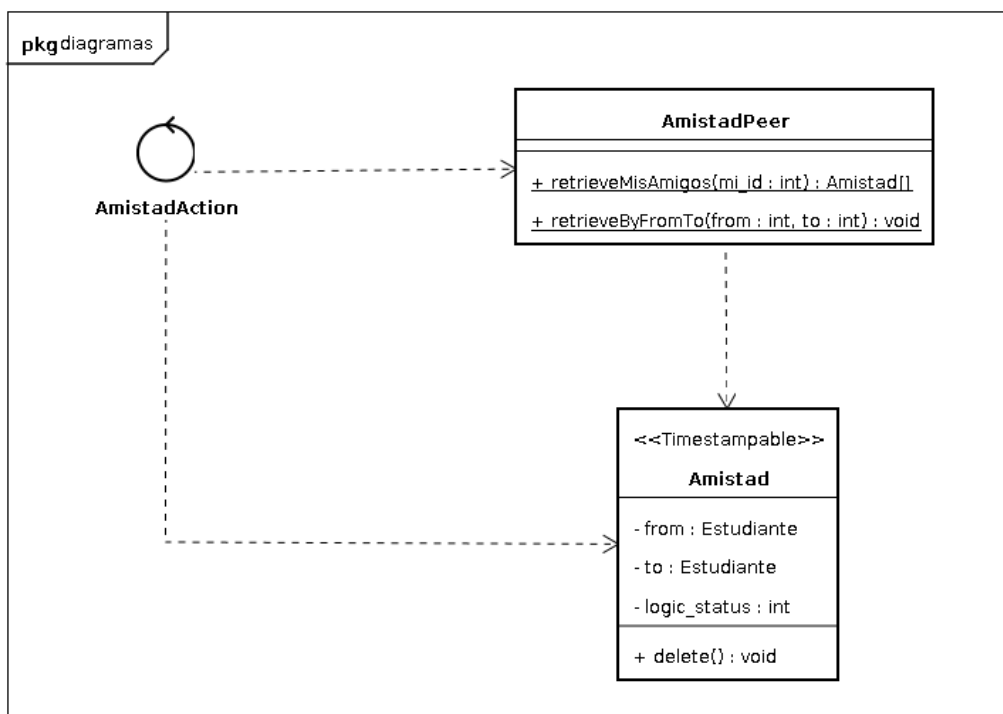 pkg diagramas
AmistadPeer
+ retrieveMisAmigos(mi_id : int) : Amistad[]
+ retrieveByFromTo(from : int, to : int) : void
AmistadAction
<<Timestampable>>
Amistad
- from : Estudiante
- to : Estudiante
- logic_status : int
+ delete() : void